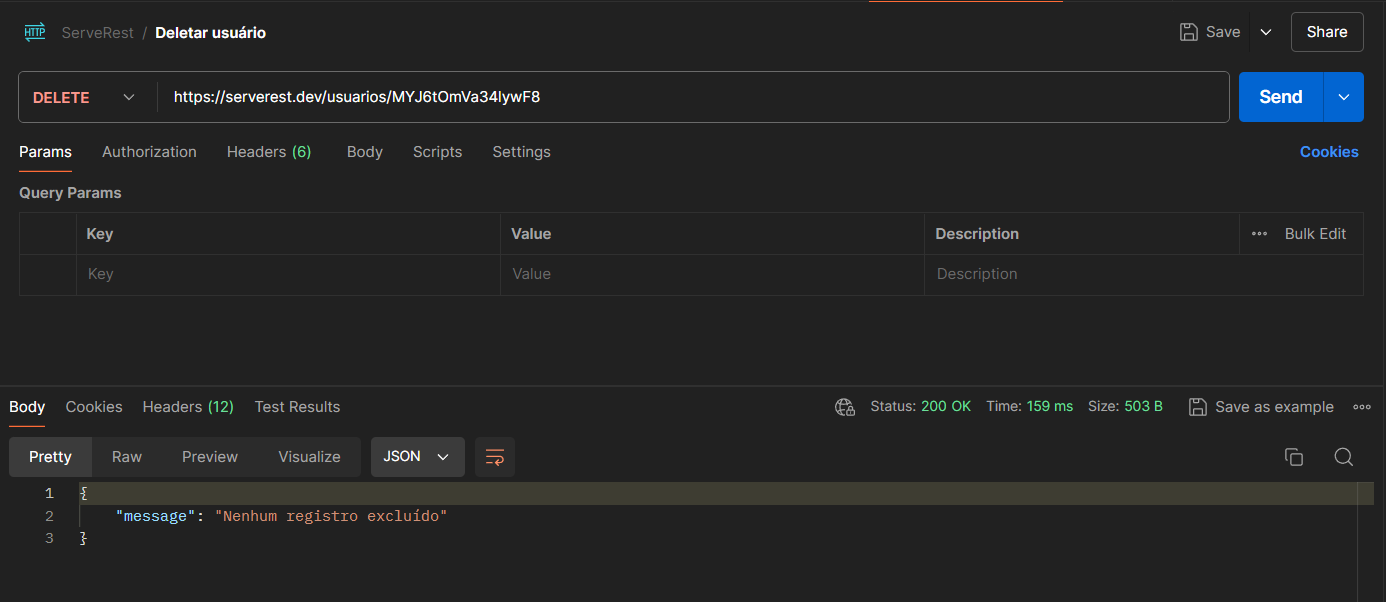 HTTP ServeRest / Deletar usuário Save Share
DELETE https://serverest.dev/usuarios/MYJ6tOmVa34lywF8 Send
Params Authorization Headers (6) Body Scripts Settings Cookies
Query Params
Key Value Description Bulk Edit
Key Value Description
Body Cookies Headers (12) Test Results Status: 200 OK Time: 159 ms Size: 503 B Save as example
Pretty Raw Preview Visualize JSON
1 {
2 "message": "Nenhum registro excluído"
3 }